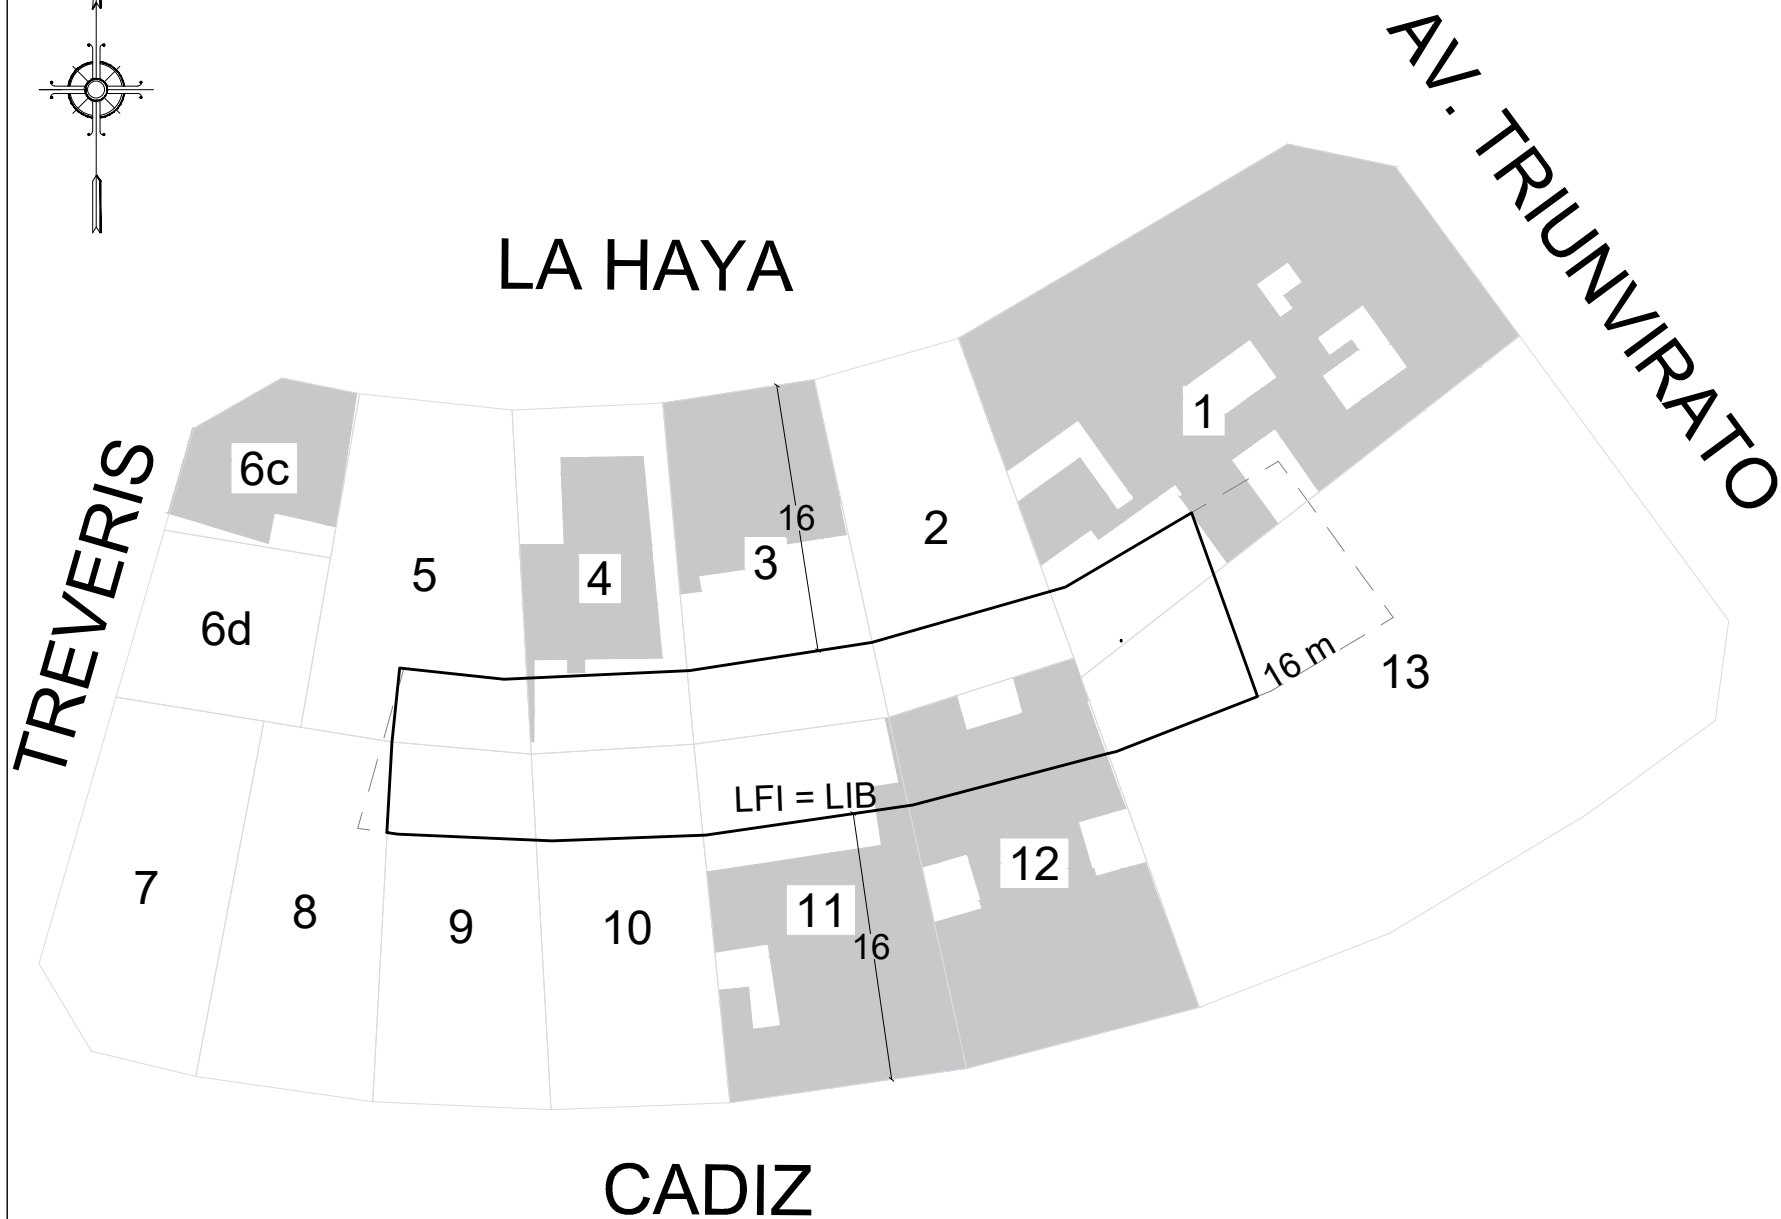 AV. TRIUNVIRATO
LA HAYA
TREVERIS
1
6c
16
2
3
4
5
6d
16 m
13
LFI = LIB
12
7
8
9
10
11
16
CADIZ